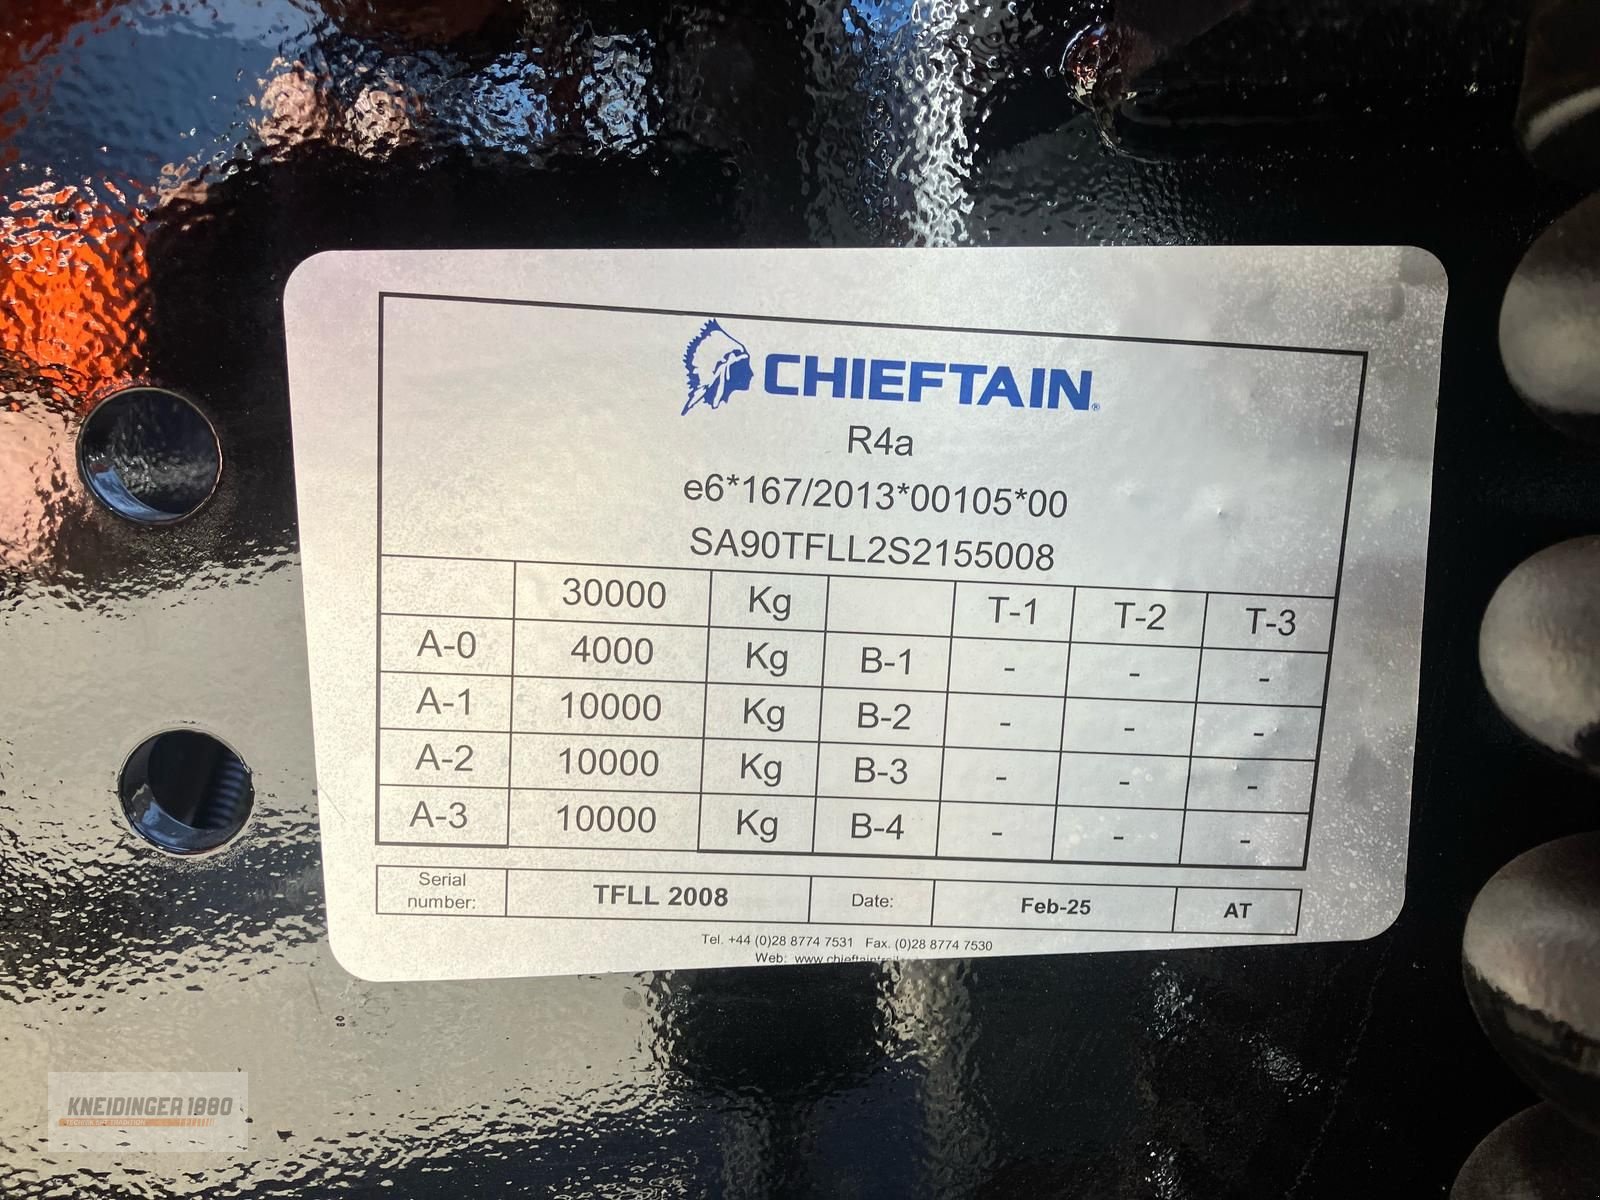 CHIEFTAIN®
R4a
e6*167/2013*00105*00
SA90TFLL2S2155008
30000 Kg T-1 T-2 T-3
A-0 4000 Kg B-1 - - -
A-1 10000 Kg B-2 - - -
A-2 10000 Kg B-3 - - -
A-3 10000 Kg B-4 - - -
Serial number: TFLL 2008 Date: Feb-25 AT
Tel. +44 (0)28 8774 7531 Fax. (0)28 8774 7530
Web:
KNEIDINGER 1880